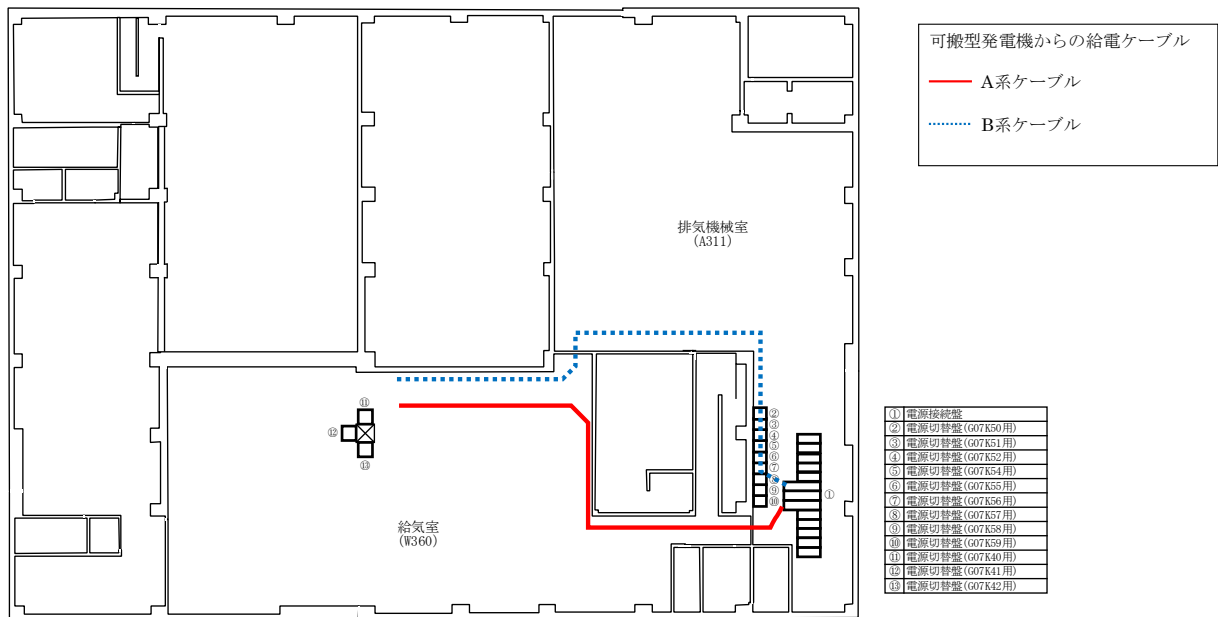 可搬型発電機からの給電ケーブル
A系ケーブル
B系ケーブル
排気機械室
(A311)
⑪
⑫
⑬
②
③
④
⑤
⑥
⑦
⑧
⑨
⑩
①
給気室
(W360)
① 電源接続盤
② 電源切替盤(G07K50用)
③ 電源切替盤(G07K51用)
④ 電源切替盤(G07K52用)
⑤ 電源切替盤(G07K54用)
⑥ 電源切替盤(G07K55用)
⑦ 電源切替盤(G07K56用)
⑧ 電源切替盤(G07K57用)
⑨ 電源切替盤(G07K58用)
⑩ 電源切替盤(G07K59用)
⑪ 電源切替盤(G07K40用)
⑫ 電源切替盤(G07K41用)
⑬ 電源切替盤(G07K42用)